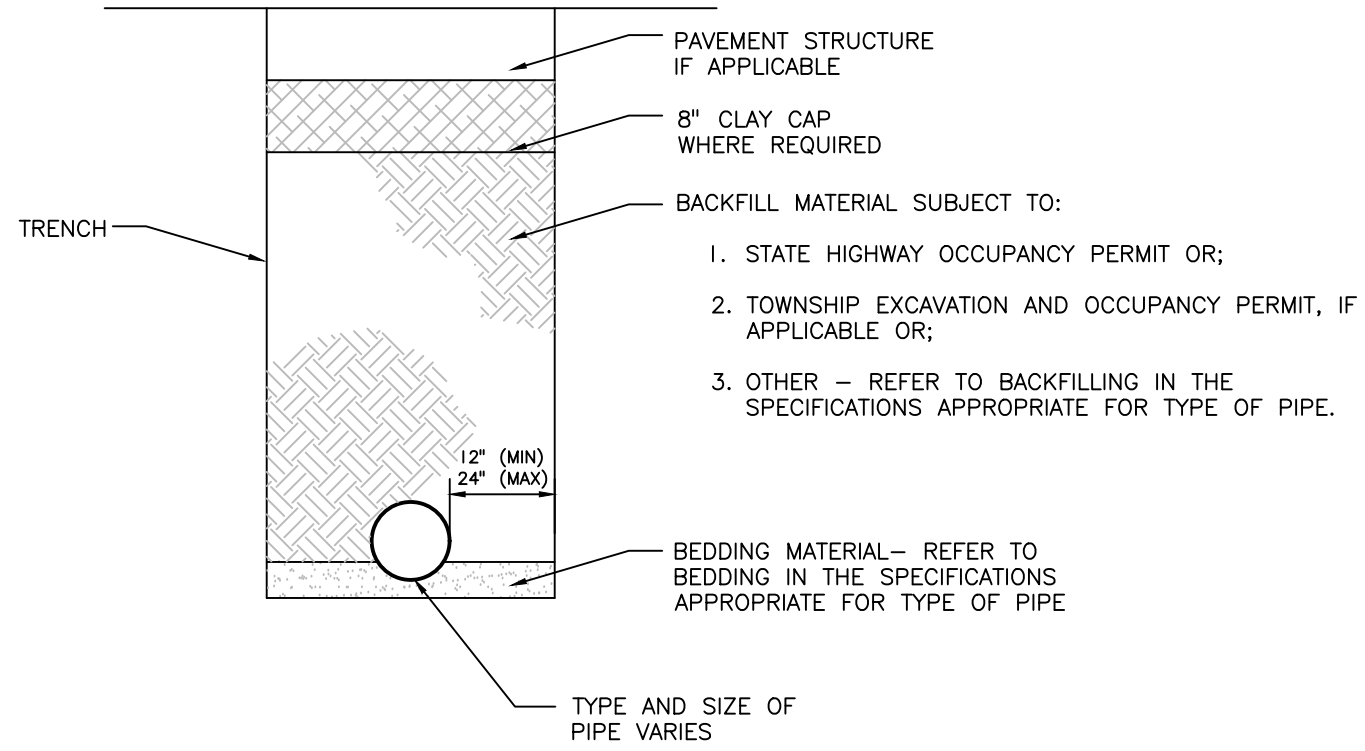 PAVEMENT STRUCTURE
IF APPLICABLE
8" CLAY CAP
WHERE REQUIRED
BACKFILL MATERIAL SUBJECT TO:
TRENCH
1. STATE HIGHWAY OCCUPANCY PERMIT OR;
2. TOWNSHIP EXCAVATION AND OCCUPANCY PERMIT, IF
APPLICABLE OR;
3. OTHER – REFER TO BACKFILLING IN THE
SPECIFICATIONS APPROPRIATE FOR TYPE OF PIPE.
12" (MIN)
24" (MAX)
BEDDING MATERIAL– REFER TO
BEDDING IN THE SPECIFICATIONS
APPROPRIATE FOR TYPE OF PIPE
TYPE AND SIZE OF
PIPE VARIES